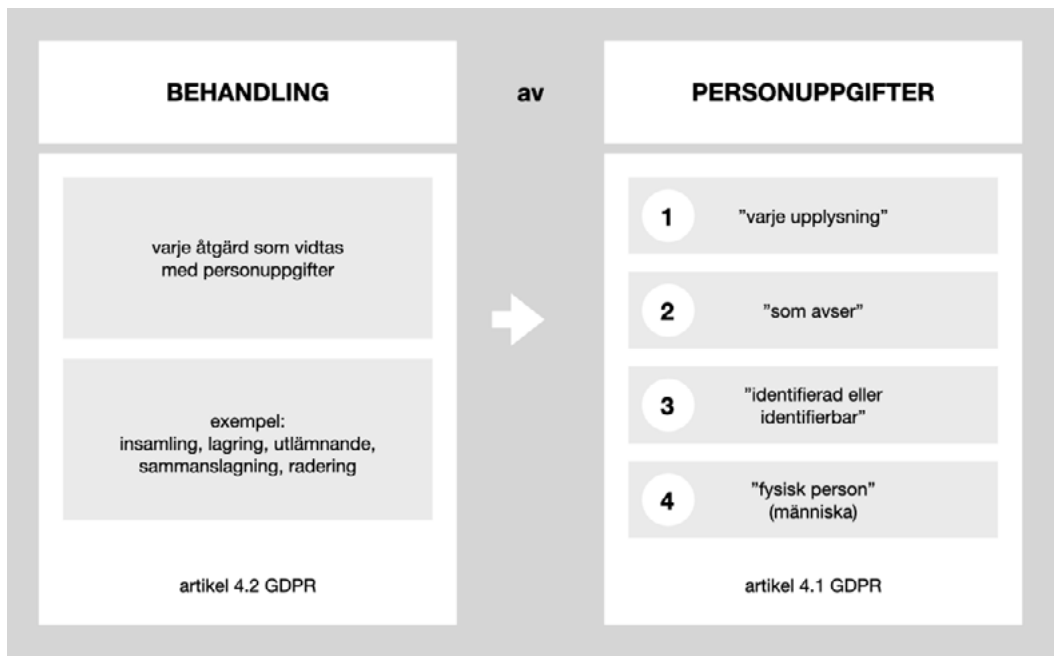 BEHANDLING
av
PERSONUPPGIFTER
varje åtgärd som vidtas
med personuppgifter
exempel:
insamling, lagring, utlämnande,
sammanslagning, radering
artikel 4.2 GDPR
1
”varje upplysning”
2
”som avser”
3
”identifierad eller
identifierbar”
4
”fysisk person”
(människa)
artikel 4.1 GDPR